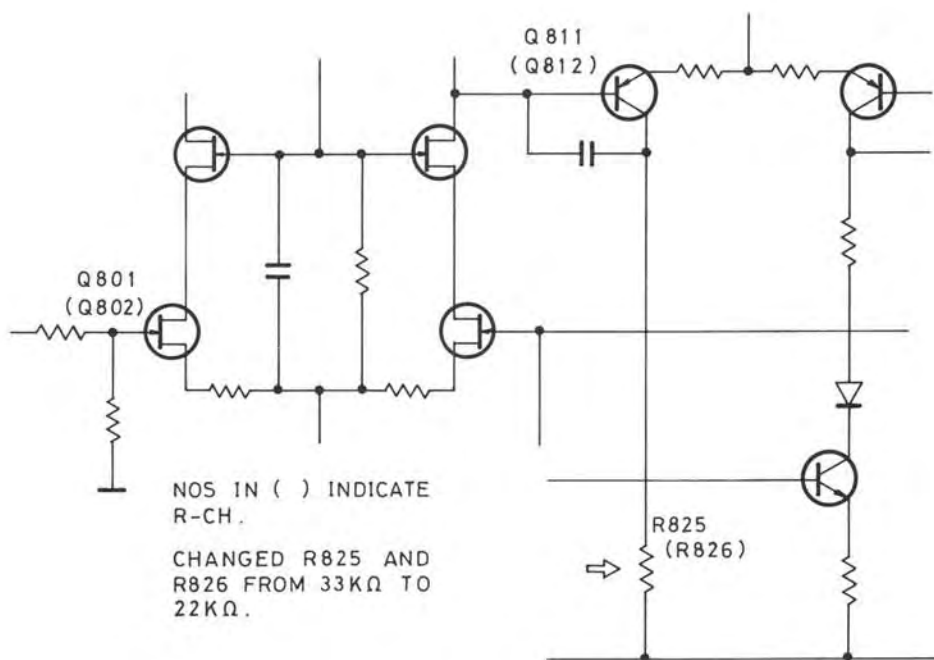 Q811
(Q812)
Q801
(Q802)
R825
(R826)
NOS IN ( ) INDICATE
R-CH.
CHANGED R825 AND
R826 FROM 33KΩ TO
22KΩ.